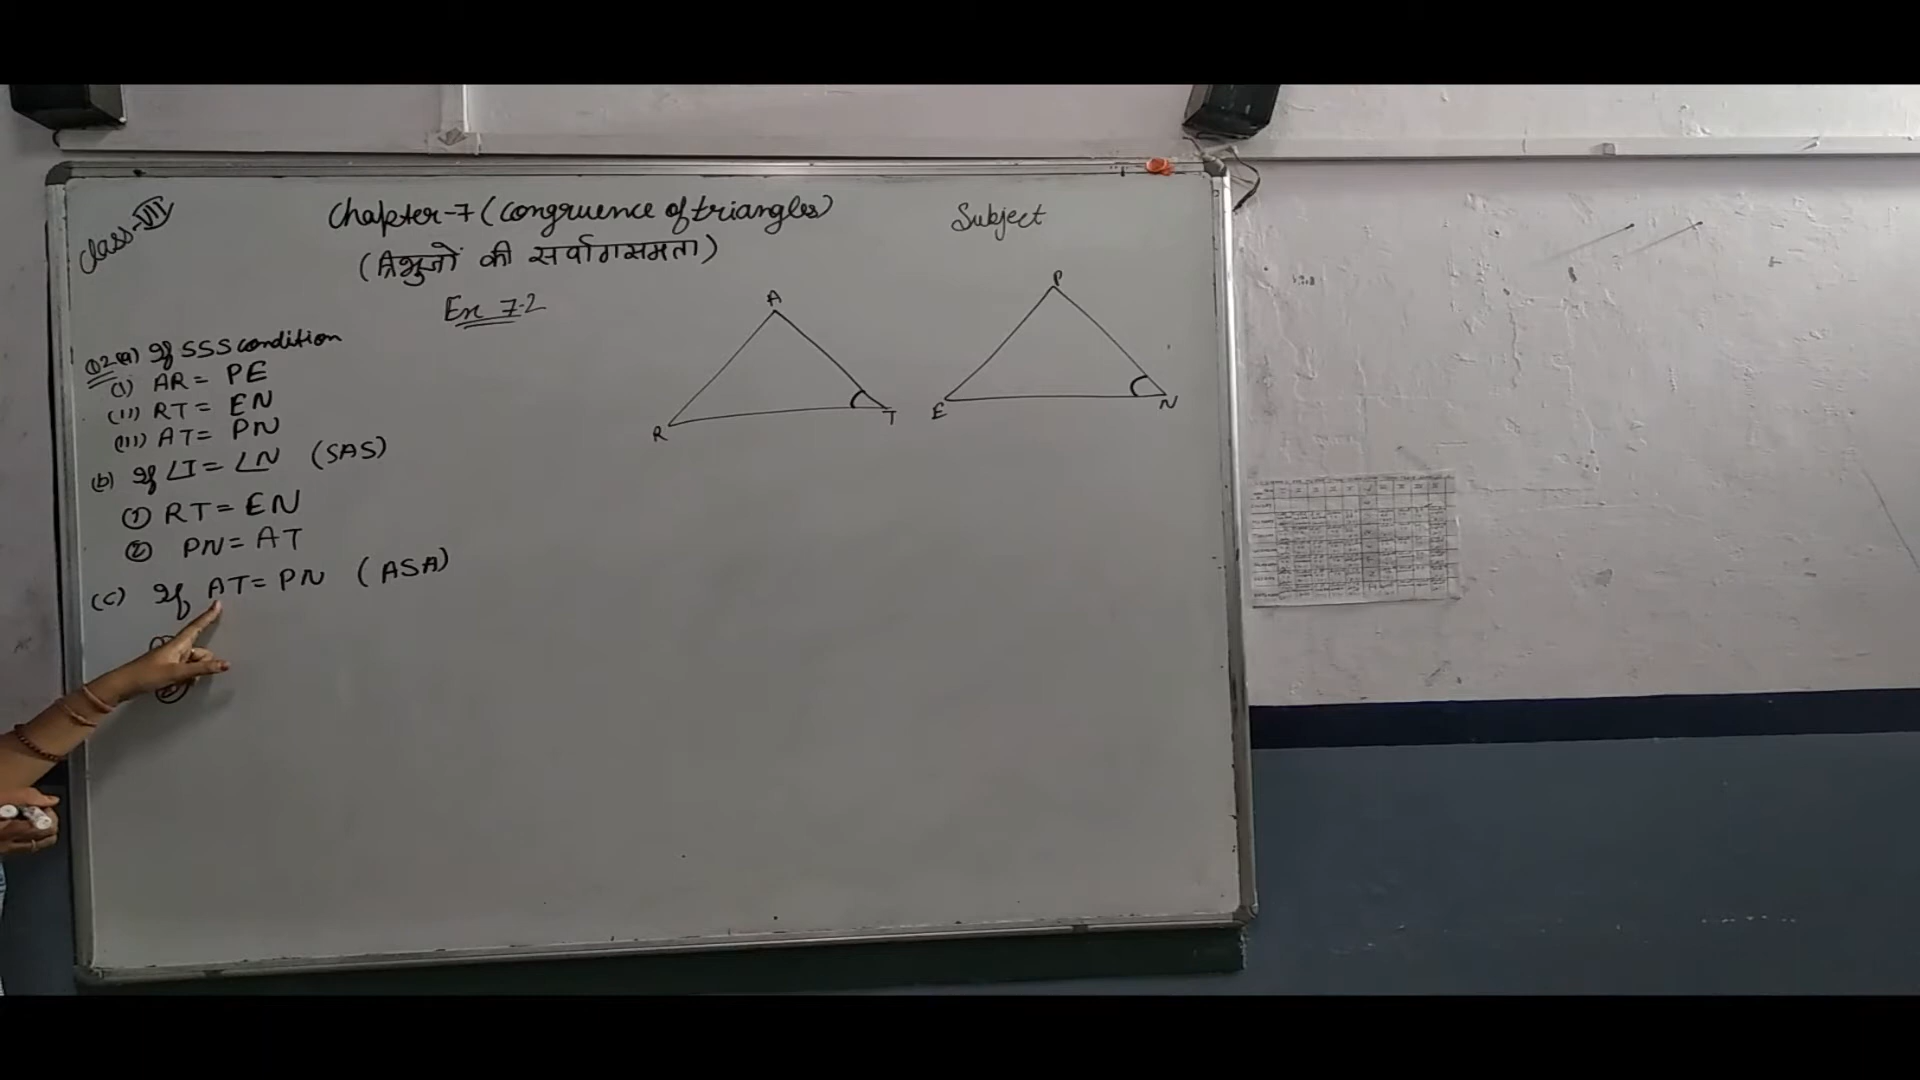 Class-VII
Chapter-7 (Congruence of triangles)
Subject
(त्रिभुजों की सर्वांगसमता)
Ex 7.2
Q2 (a) If SSS condition
(i) AR = PE
(ii) RT = EN
(iii) AT = PN
(b) If ∠T = ∠N (SAS)
① RT = EN
② PN = AT
(c) If AT = PN (ASA)
A
R
T
P
E
N